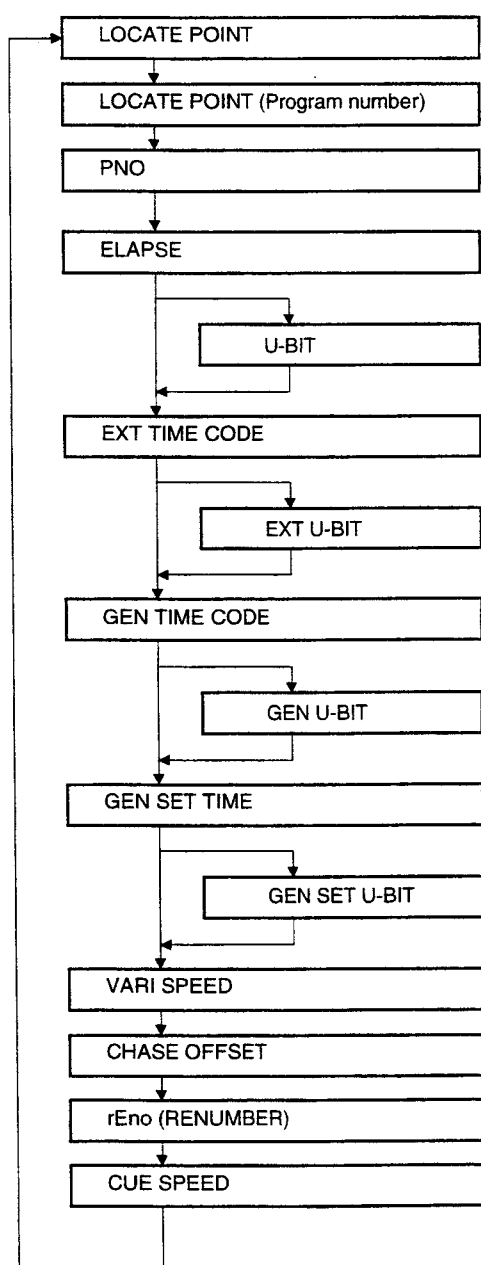 LOCATE POINT
LOCATE POINT (Program number)
PNO
ELAPSE
U-BIT
EXT TIME CODE
EXT U-BIT
GEN TIME CODE
GEN U-BIT
GEN SET TIME
GEN SET U-BIT
VARI SPEED
CHASE OFFSET
rEno (RENUMBER)
CUE SPEED